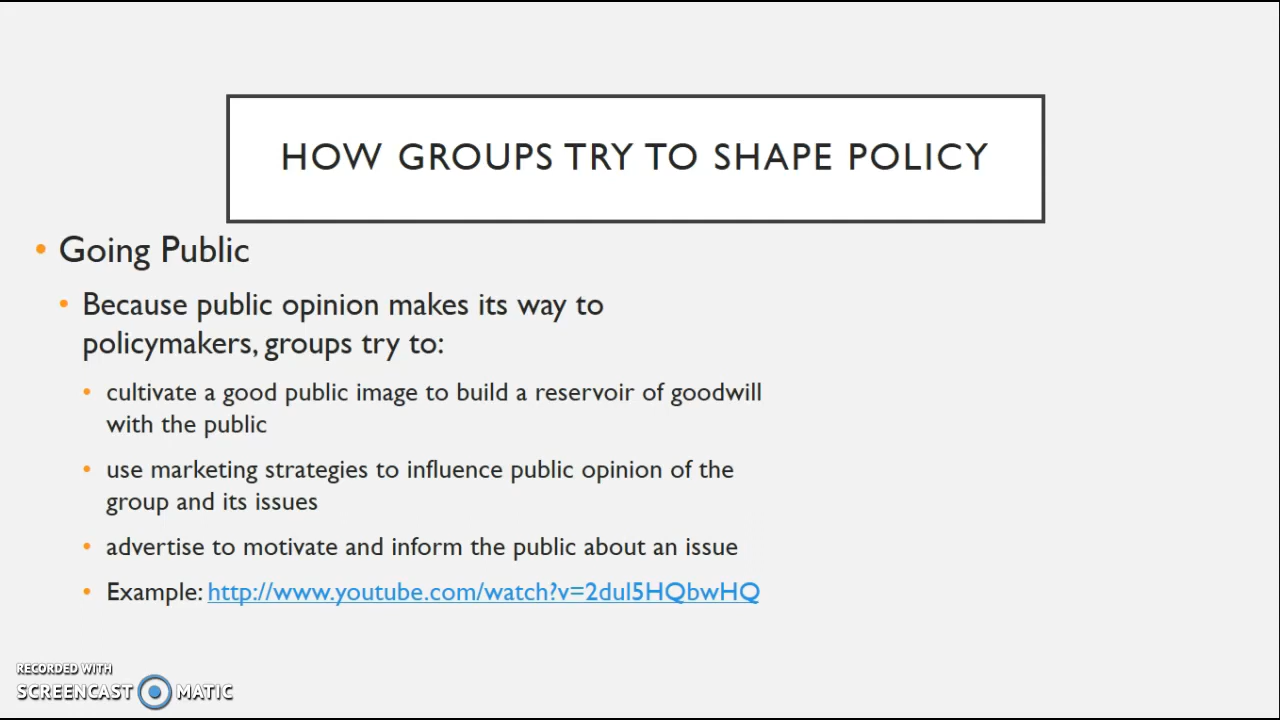 HOW GROUPS TRY TO SHAPE POLICY
• Going Public
• Because public opinion makes its way to
policymakers, groups try to:
• cultivate a good public image to build a reservoir of goodwill
with the public
• use marketing strategies to influence public opinion of the
group and its issues
• advertise to motivate and inform the public about an issue
• Example: http://www.youtube.com/watch?v=2dul5HQbwHQ
RECORDED WITH
SCREENCAST MATIC